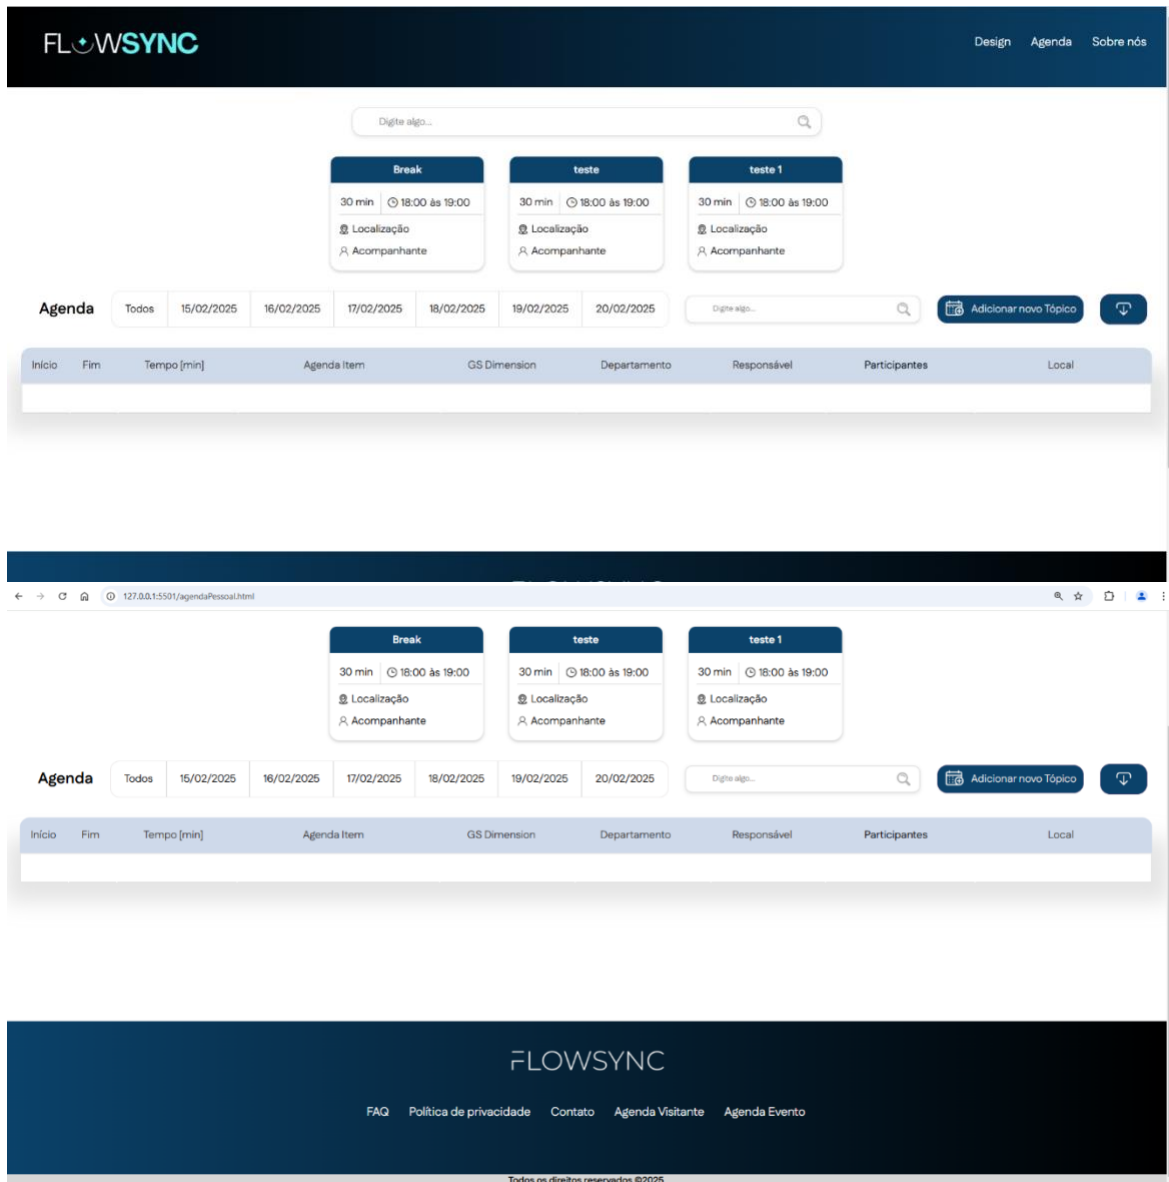 FLOWSYNC
Design Agenda Sobre nós
Digite algo...
Break teste teste 1
30 min 18:00 às 19:00 30 min 18:00 às 19:00 30 min 18:00 às 19:00
Localização Localização Localização
Acompanhante Acompanhante Acompanhante
Agenda Todos 15/02/2025 16/02/2025 17/02/2025 18/02/2025 19/02/2025 20/02/2025 Digite algo... Adicionar novo Tópico
Início Fim Tempo [min] Agenda Item GS Dimension Departamento Responsável Participantes Local
127.0.0.1:5501/agendaPessoal.html
Break teste teste 1
30 min 18:00 às 19:00 30 min 18:00 às 19:00 30 min 18:00 às 19:00
Localização Localização Localização
Acompanhante Acompanhante Acompanhante
Agenda Todos 15/02/2025 16/02/2025 17/02/2025 18/02/2025 19/02/2025 20/02/2025 Digite algo... Adicionar novo Tópico
Início Fim Tempo [min] Agenda Item GS Dimension Departamento Responsável Participantes Local
FLOWSYNC
FAQ Política de privacidade Contato Agenda Visitante Agenda Evento
Todos os direitos reservados ©2025